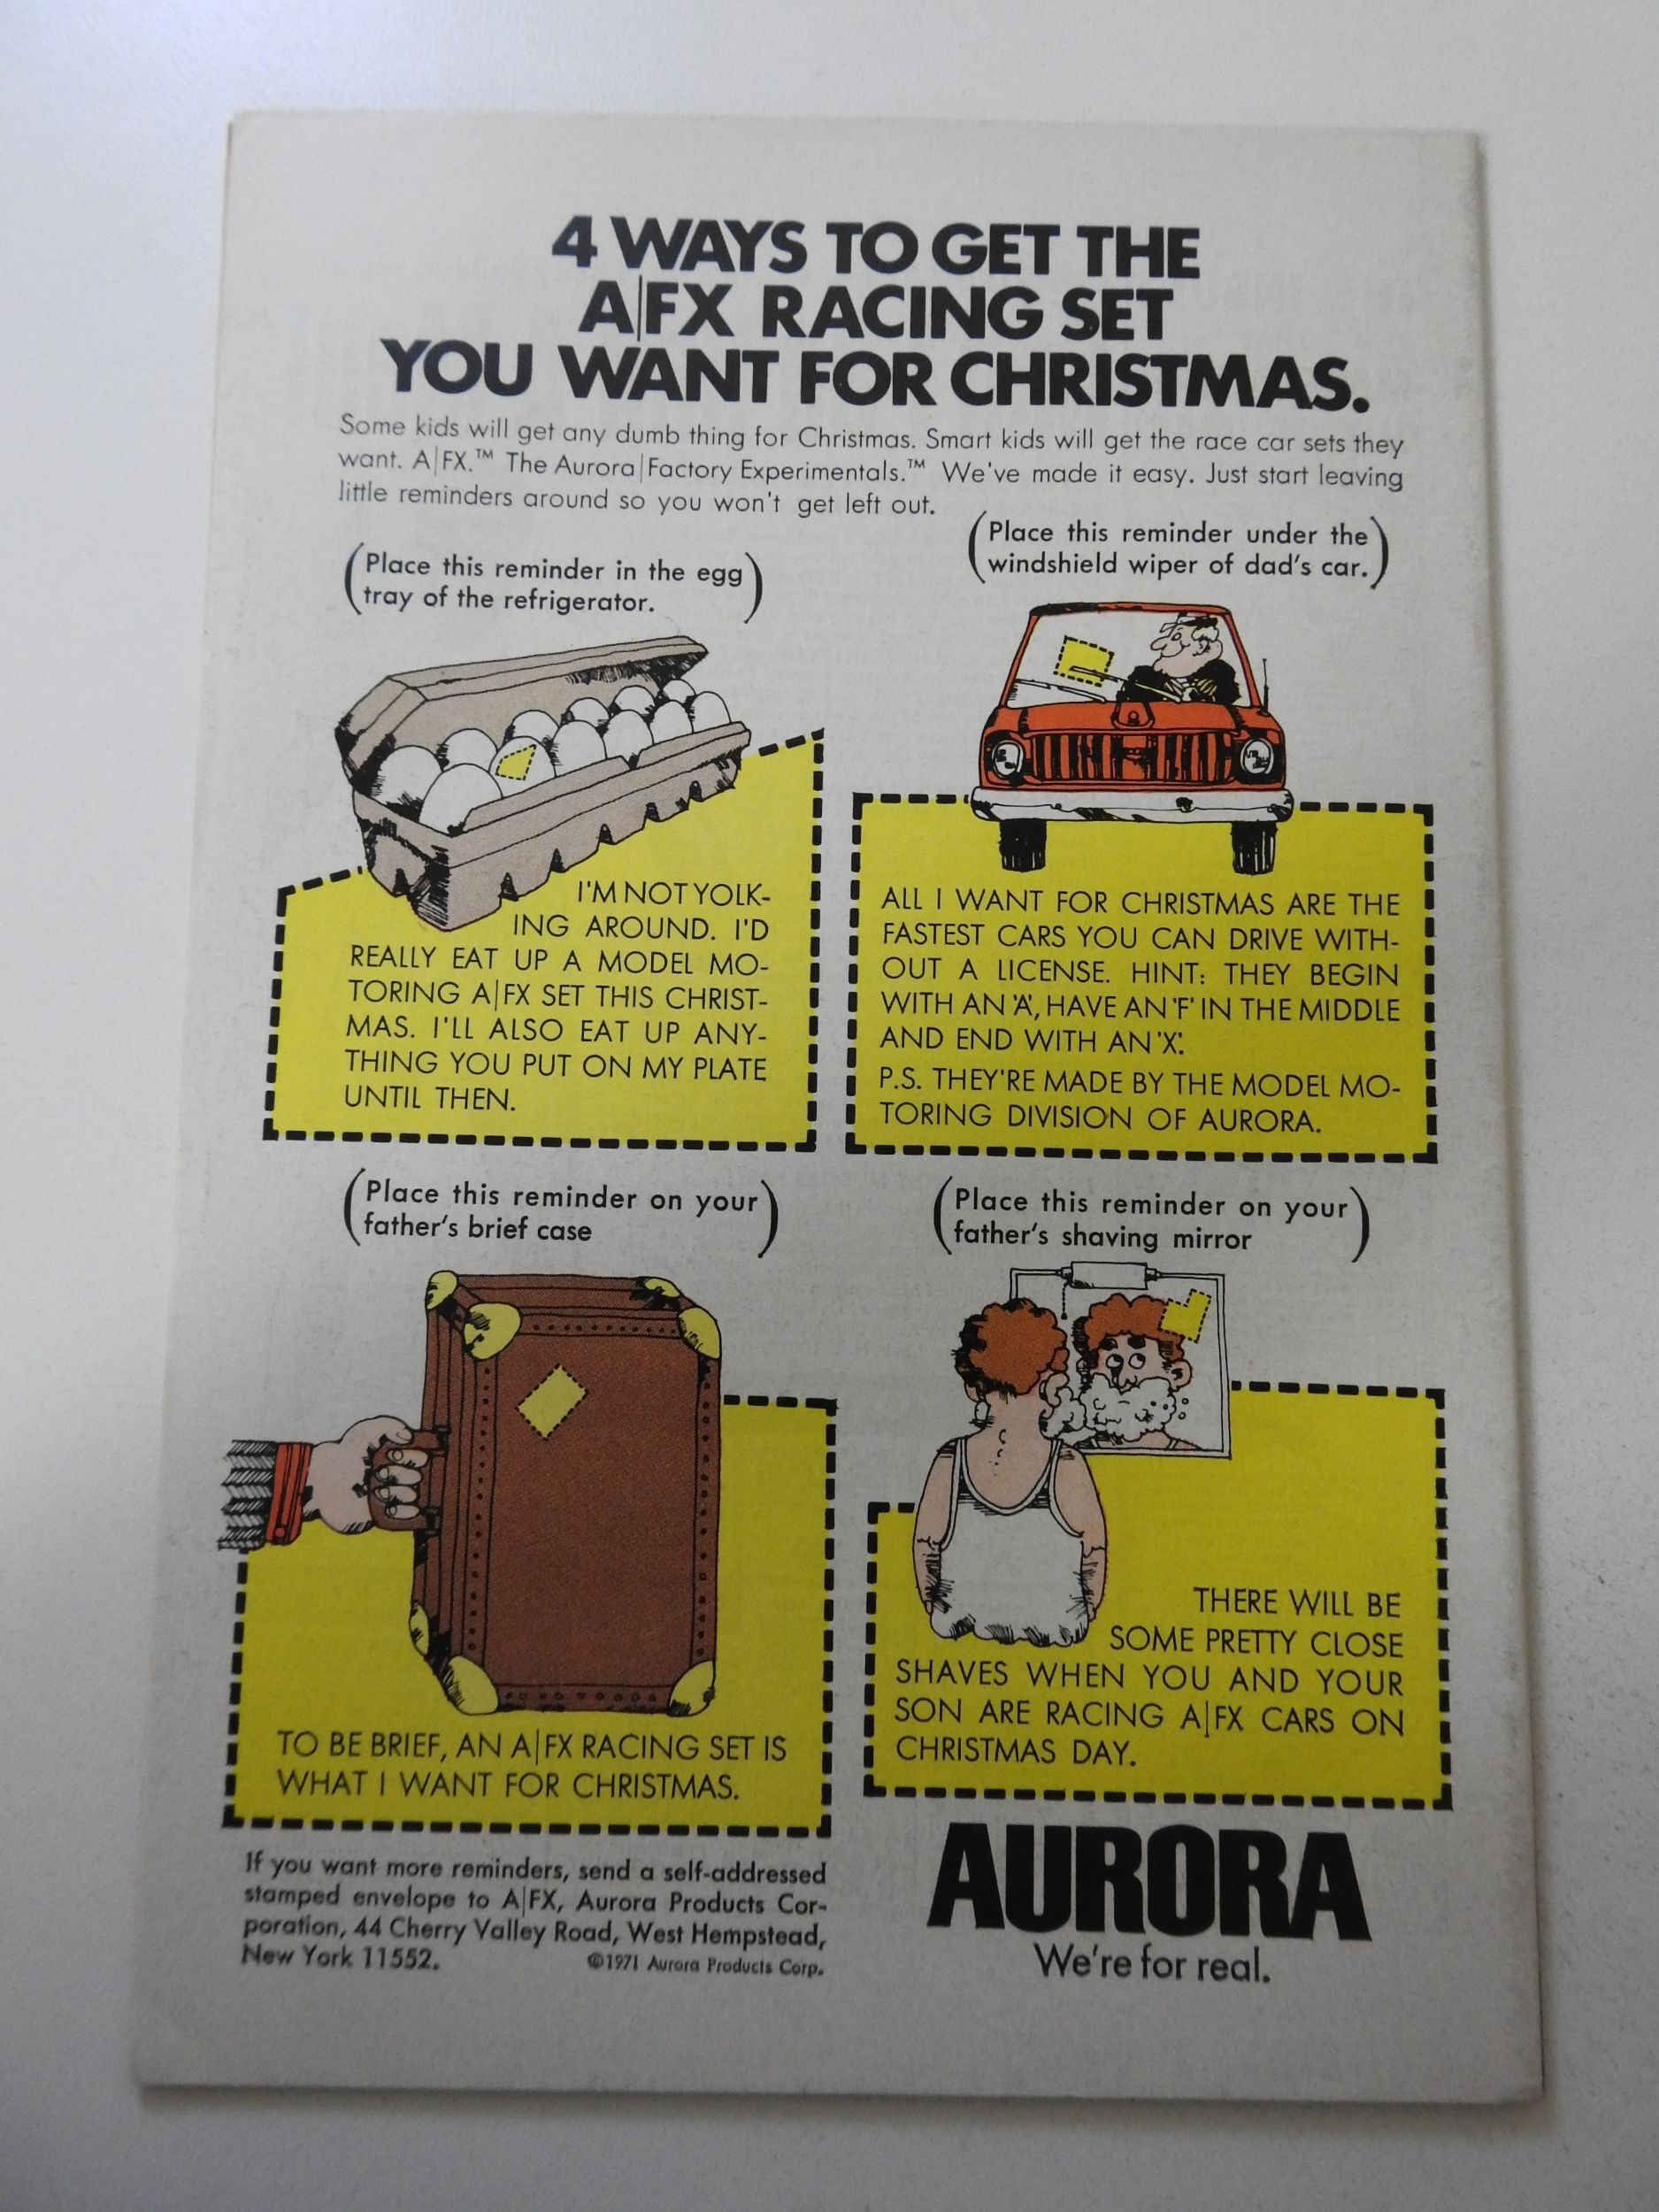 4 WAYS TO GET THE
A|FX RACING SET
YOU WANT FOR CHRISTMAS.
Some kids will get any dumb thing for Christmas. Smart kids will get the race car sets they
want. A|FX.™ The Aurora|Factory Experimentals.™ We've made it easy. Just start leaving
little reminders around so you won't get left out.
(Place this reminder in the egg
tray of the refrigerator.)
I'M NOT YOLK-
ING AROUND. I'D
REALLY EAT UP A MODEL MO-
TORING A|FX SET THIS CHRIST-
MAS. I'LL ALSO EAT UP ANY-
THING YOU PUT ON MY PLATE
UNTIL THEN.
(Place this reminder under the
windshield wiper of dad's car.)
ALL I WANT FOR CHRISTMAS ARE THE
FASTEST CARS YOU CAN DRIVE WITH-
OUT A LICENSE. HINT: THEY BEGIN
WITH AN 'A', HAVE AN 'F' IN THE MIDDLE
AND END WITH AN 'X'.
P.S. THEY'RE MADE BY THE MODEL MO-
TORING DIVISION OF AURORA.
(Place this reminder on your
father's brief case)
TO BE BRIEF, AN A|FX RACING SET IS
WHAT I WANT FOR CHRISTMAS.
(Place this reminder on your
father's shaving mirror)
THERE WILL BE
SOME PRETTY CLOSE
SHAVES WHEN YOU AND YOUR
SON ARE RACING A|FX CARS ON
CHRISTMAS DAY.
If you want more reminders, send a self-addressed
stamped envelope to A|FX, Aurora Products Cor-
poration, 44 Cherry Valley Road, West Hempstead,
New York 11552. ©1971 Aurora Products Corp.
AURORA
We're for real.